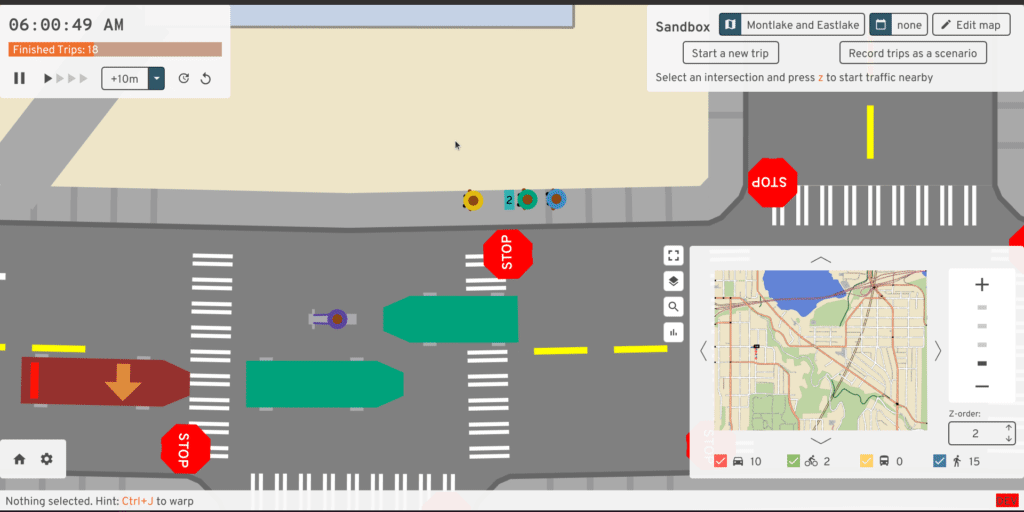 06:00:49 AM
Finished Trips: 18
+10m
Sandbox
Montlake and Eastlake
none
Edit map
Start a new trip
Record trips as a scenario
Select an intersection and press z to start traffic nearby
STOP
2
STOP
STOP
Z-order:
2
10
2
0
15
Nothing selected. Hint: Ctrl+J to warp